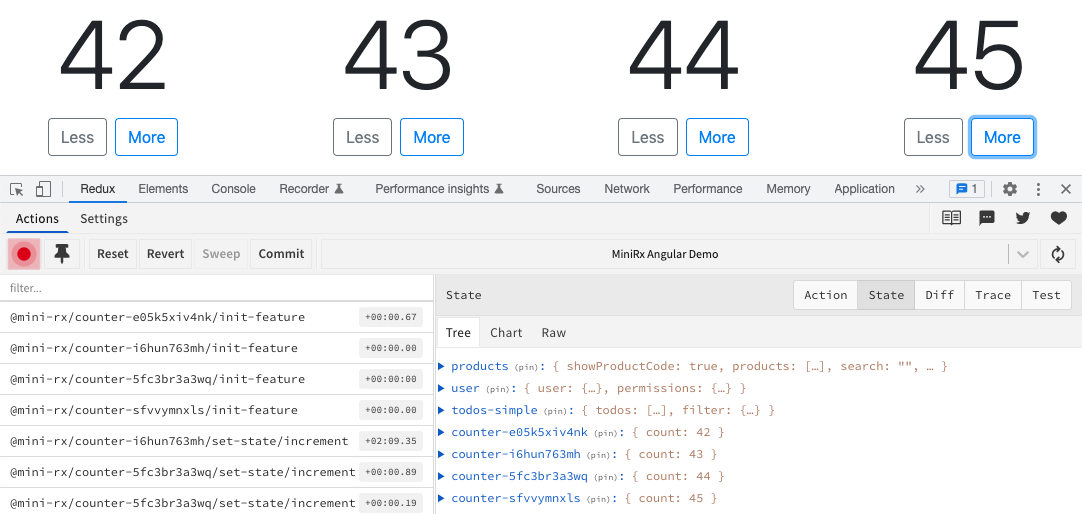 42 43 44 45
Less More Less More Less More Less More
Redux Elements Console Recorder Performance insights Sources Network Performance Memory Application » 1
Actions Settings
Reset Revert Sweep Commit MiniRx Angular Demo
filter...
@mini-rx/counter-e05k5xiv4nk/init-feature +00:00.67
@mini-rx/counter-i6hun763mh/init-feature +00:00.00
@mini-rx/counter-5fc3br3a3wq/init-feature +00:00:00
@mini-rx/counter-sfvvymnxls/init-feature +00:00.00
@mini-rx/counter-i6hun763mh/set-state/increment +02:09.35
@mini-rx/counter-5fc3br3a3wq/set-state/increment +00:00.89
@mini-rx/counter-5fc3br3a3wq/set-state/increment +00:00.19
State Action State Diff Trace Test
Tree Chart Raw
products (pin): { showProductCode: true, products: […], search: "", … }
user (pin): { user: {…}, permissions: {…} }
todos-simple (pin): { todos: […], filter: {…} }
counter-e05k5xiv4nk (pin): { count: 42 }
counter-i6hun763mh (pin): { count: 43 }
counter-5fc3br3a3wq (pin): { count: 44 }
counter-sfvvymnxls (pin): { count: 45 }